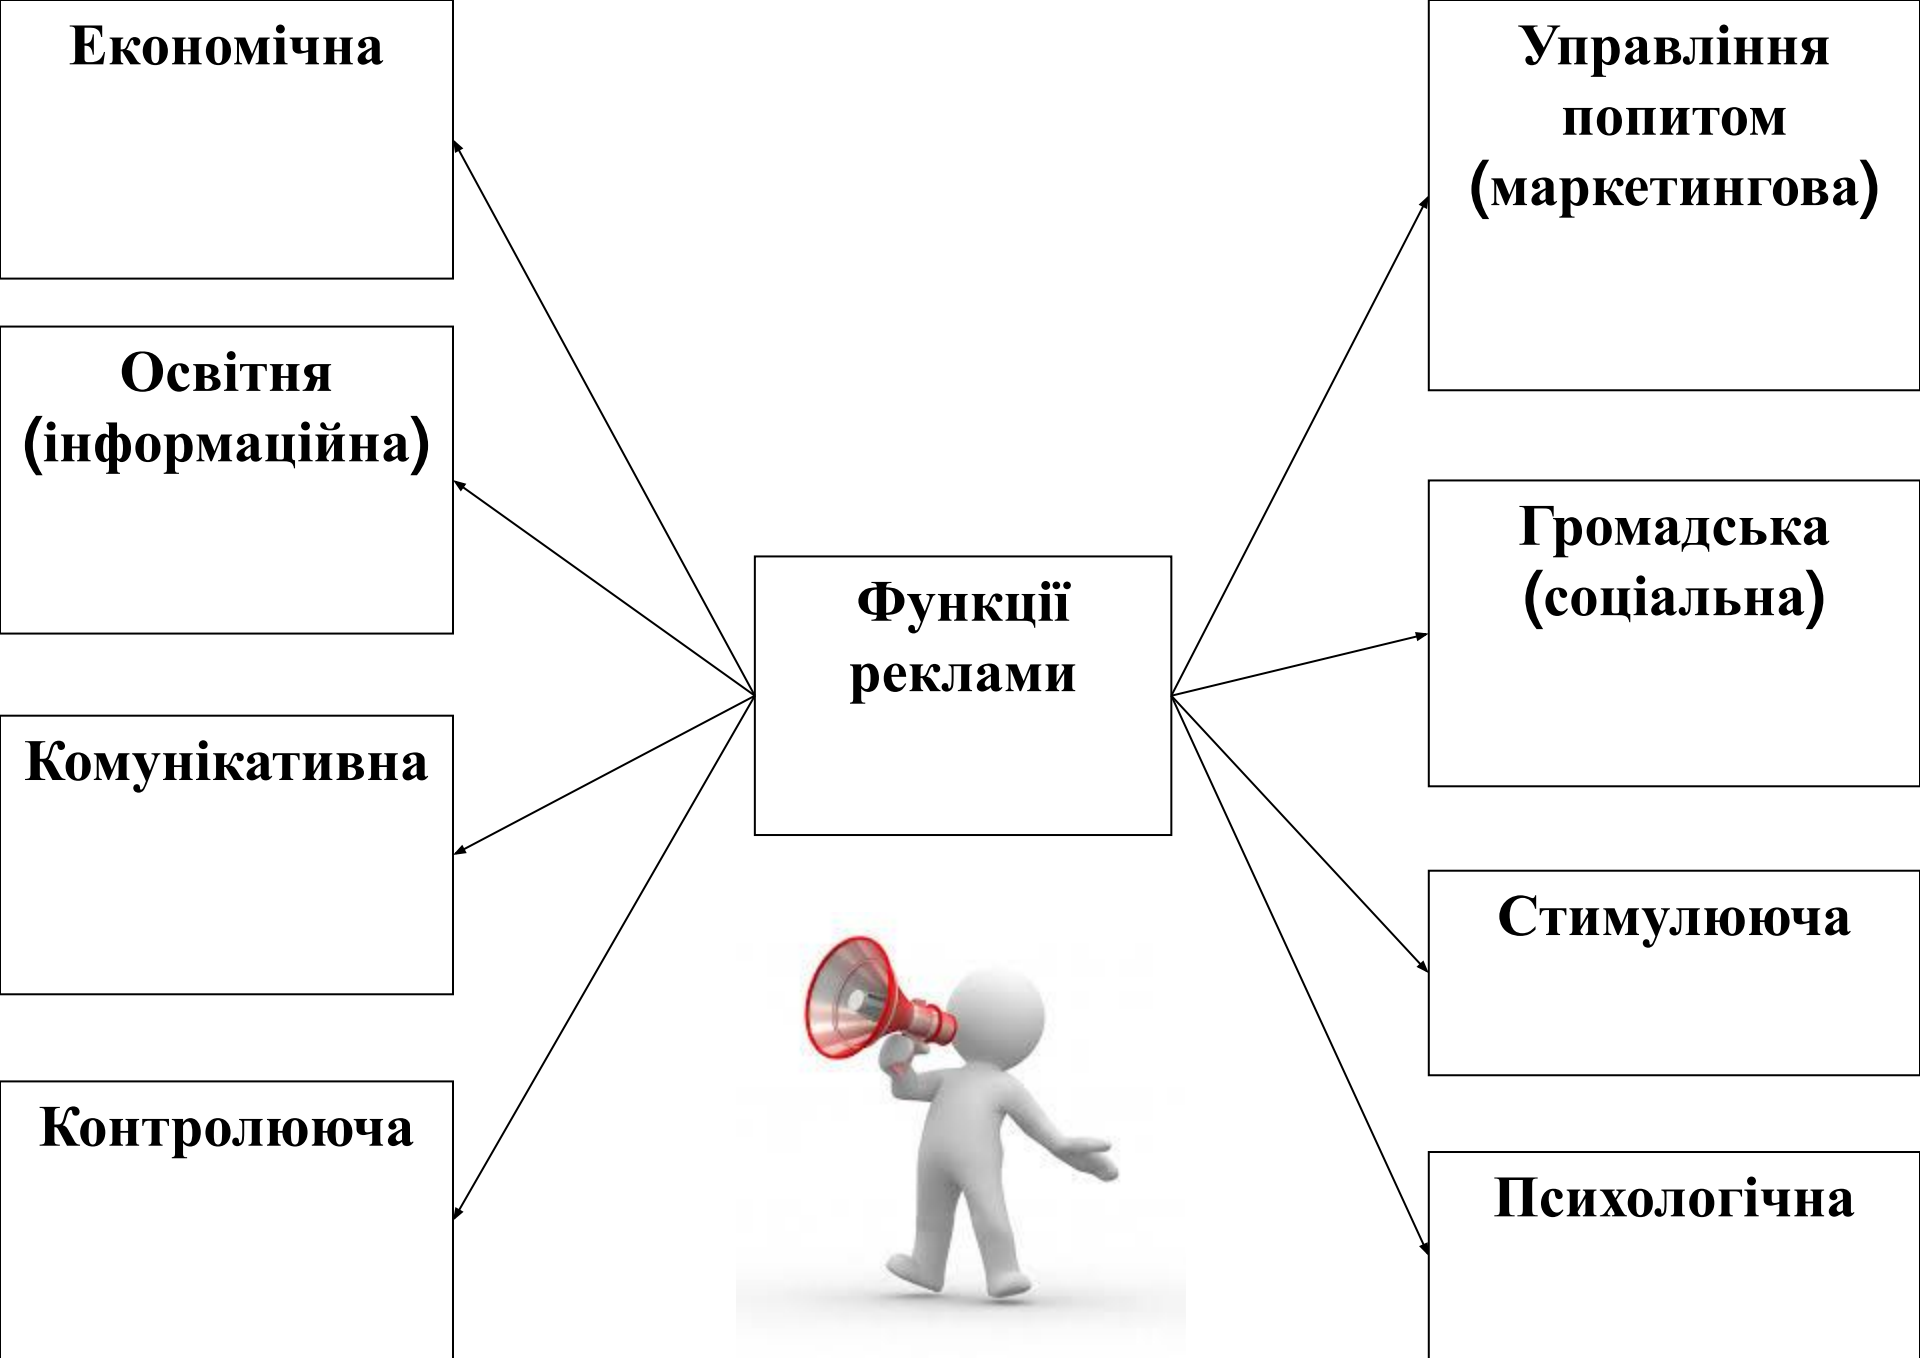 Економічна
Освітня
(інформаційна)
Комунікативна
Контролююча
Функції
реклами
Управління
попитом
(маркетингова)
Громадська
(соціальна)
Стимулююча
Психологічна